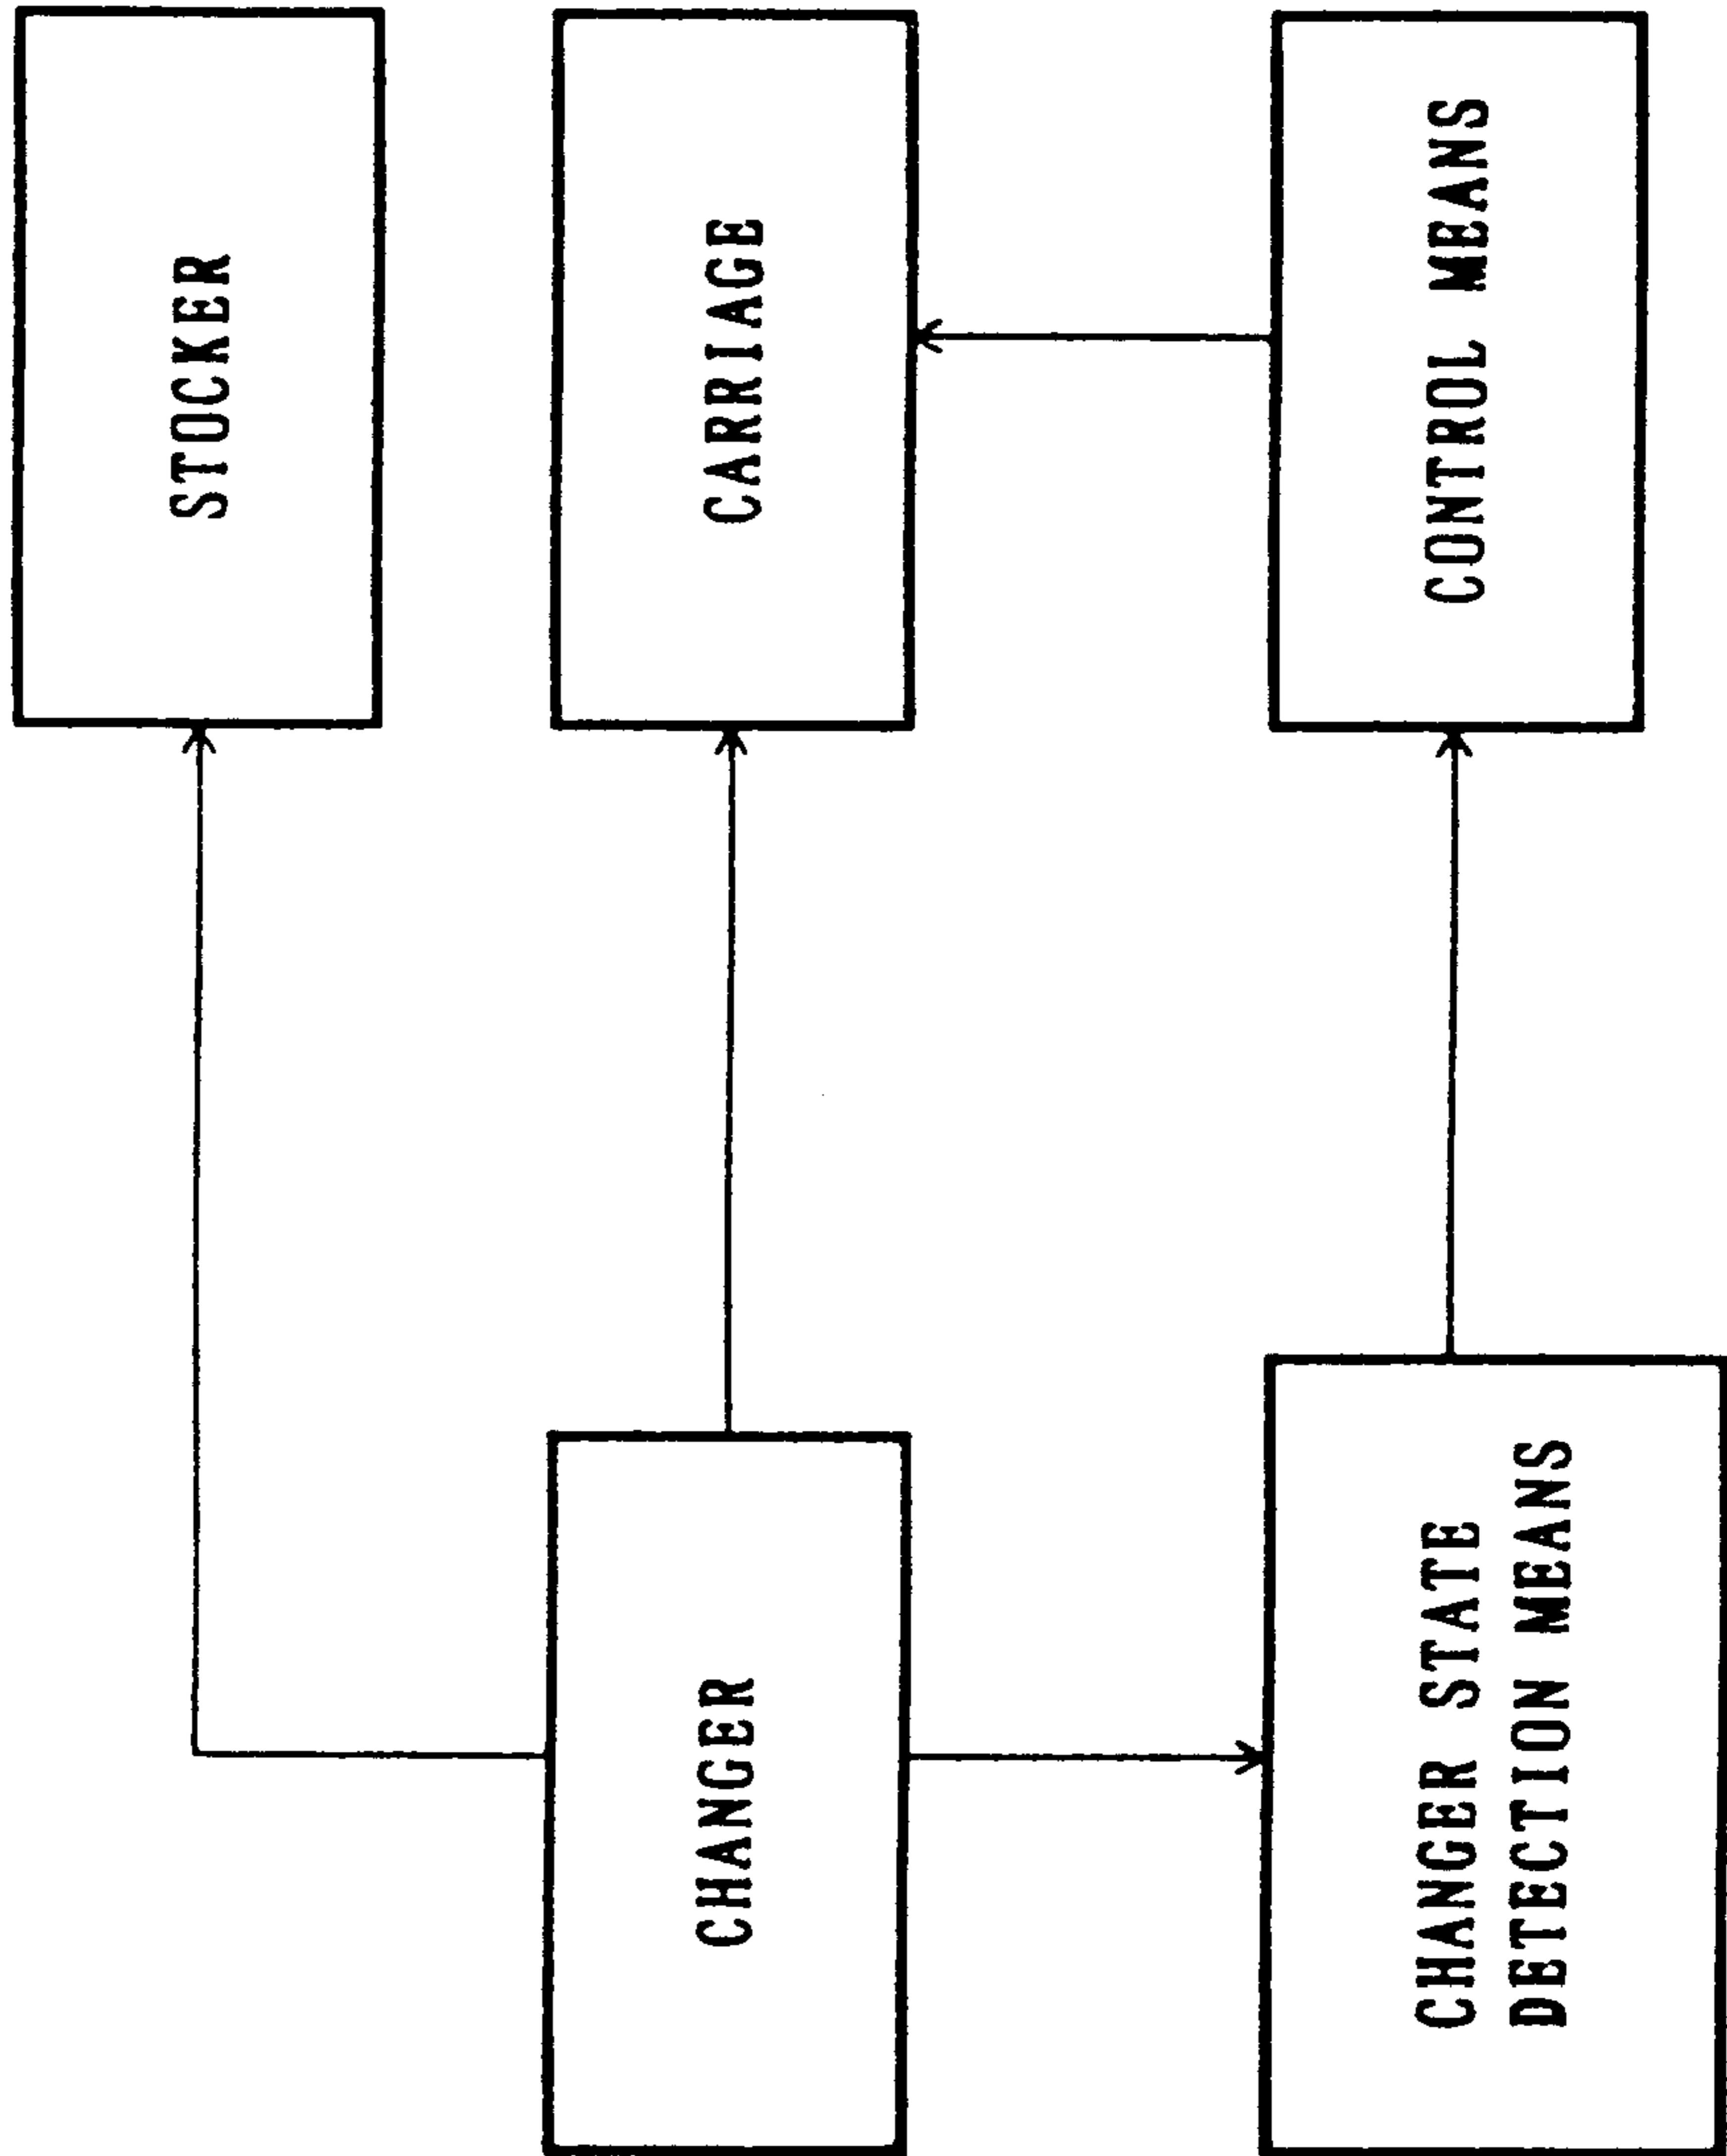 STOCKER
CHANGER
CARRIAGE
CHANGER STATE
DETECTION MEANS
CONTROL MEANS